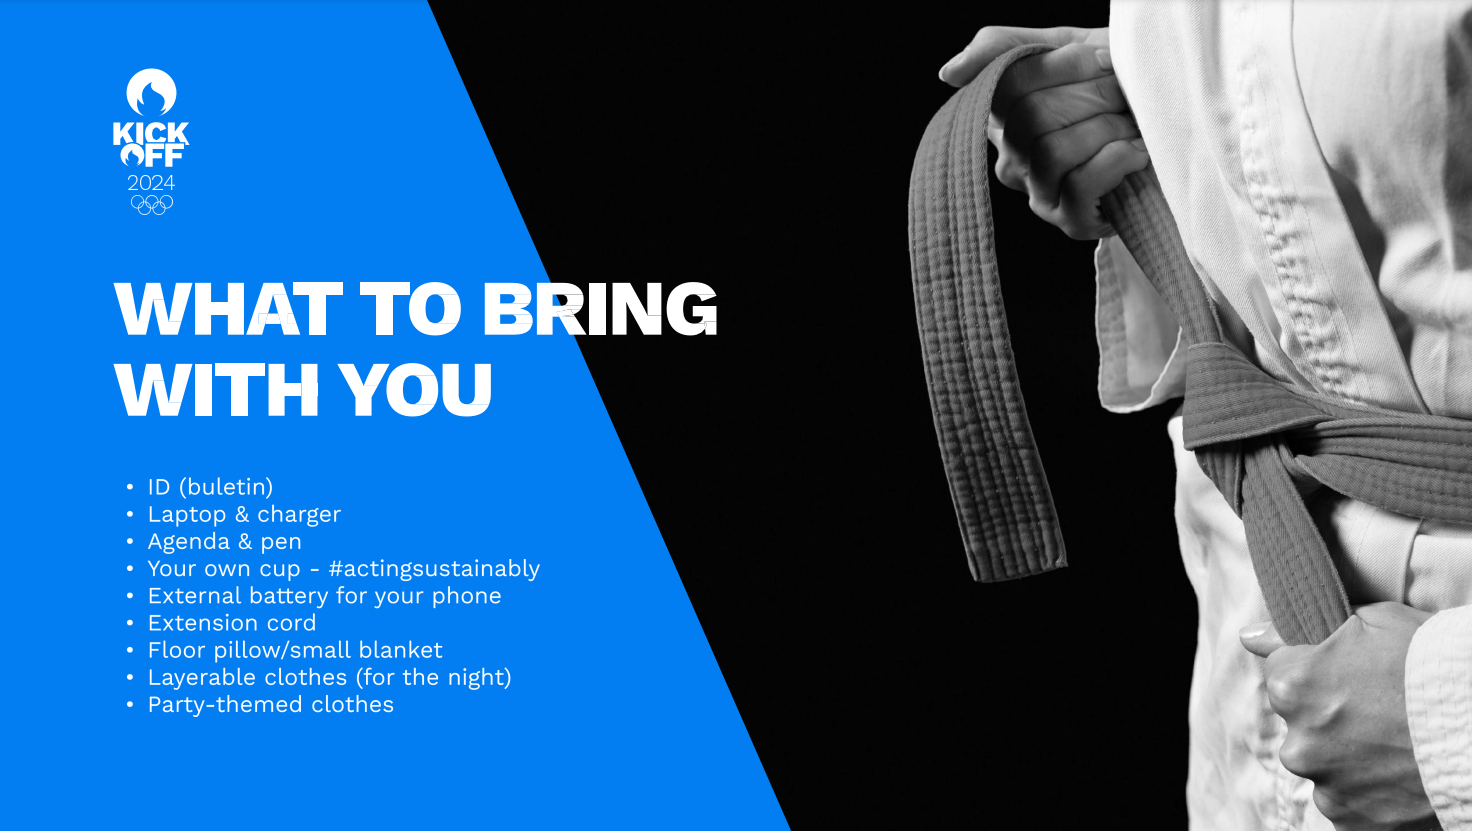 KICK
OFF
2024
WHAT TO BRING
WITH YOU
• ID (buletin)
• Laptop & charger
• Agenda & pen
• Your own cup - #actingsustainably
• External battery for your phone
• Extension cord
• Floor pillow/small blanket
• Layerable clothes (for the night)
• Party-themed clothes